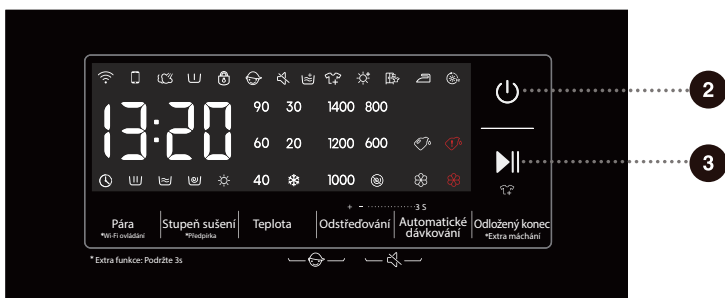 90 30 1400 800
13:20
60 20 1200 600
40 1000
+ - 3 S
Pára
*Wi-Fi ovládání
Stupeň sušení
*Předpírka
Teplota
Odstřeďování
Automatické
dávkování
Odložený konec
*Extra máchání
* Extra funkce: Podržte 3s
2
3